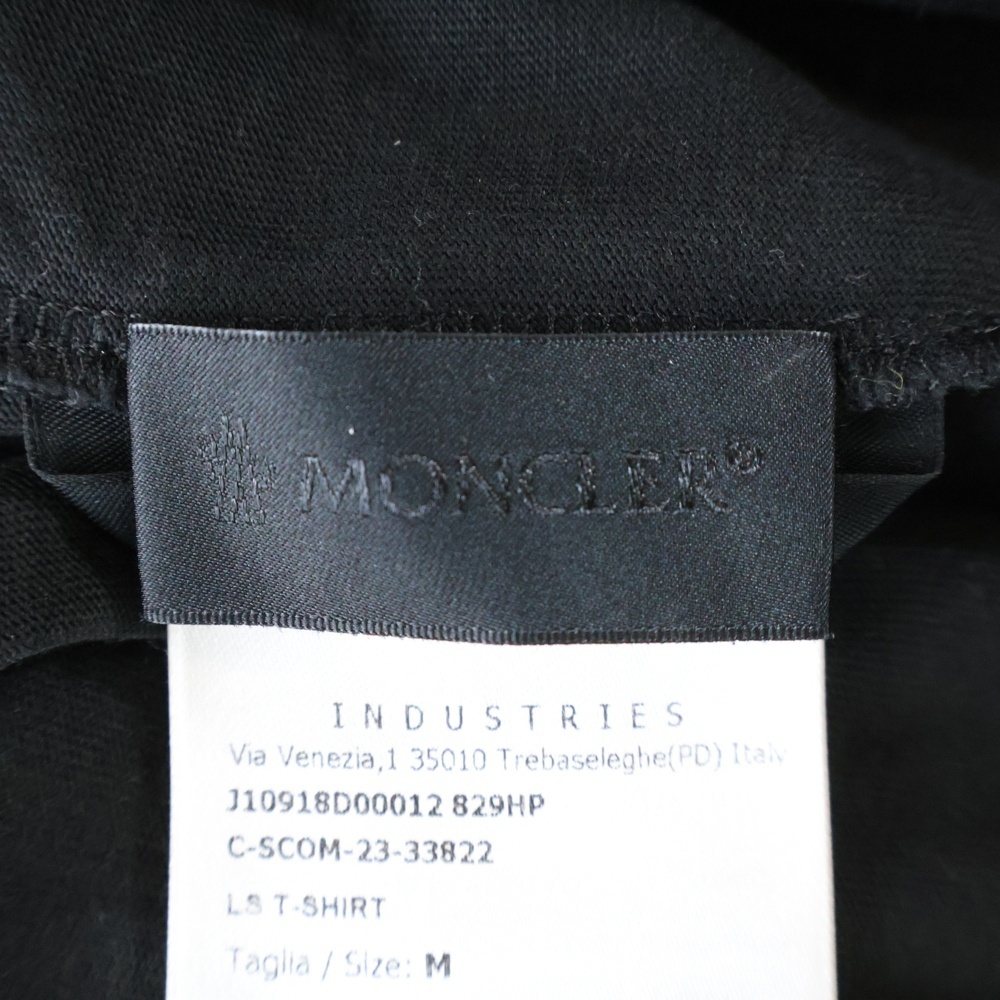 MONCLER®
INDUSTRIES
Via Venezia,1 35010 Trebaseleghe(PD) Italy
J10918D00012 829HP
C-SCOM-23-33822
LS T-SHIRT
Taglia / Size: M